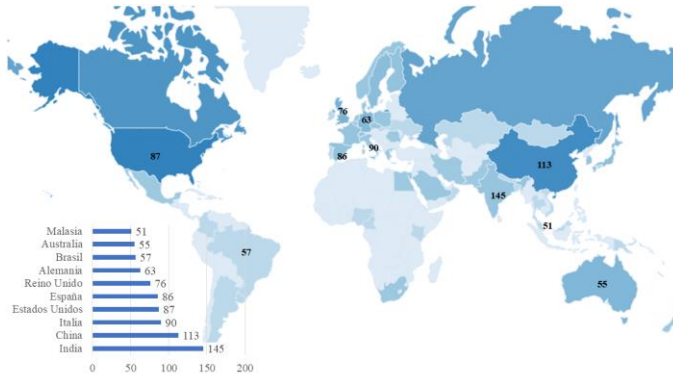 76
63
87
90
86
113
145
51
57
55
Malasia 51
Australia 55
Brasil 57
Alemania 63
Reino Unido 76
España 86
Estados Unidos 87
Italia 90
China 113
India 145
0 50 100 150 200